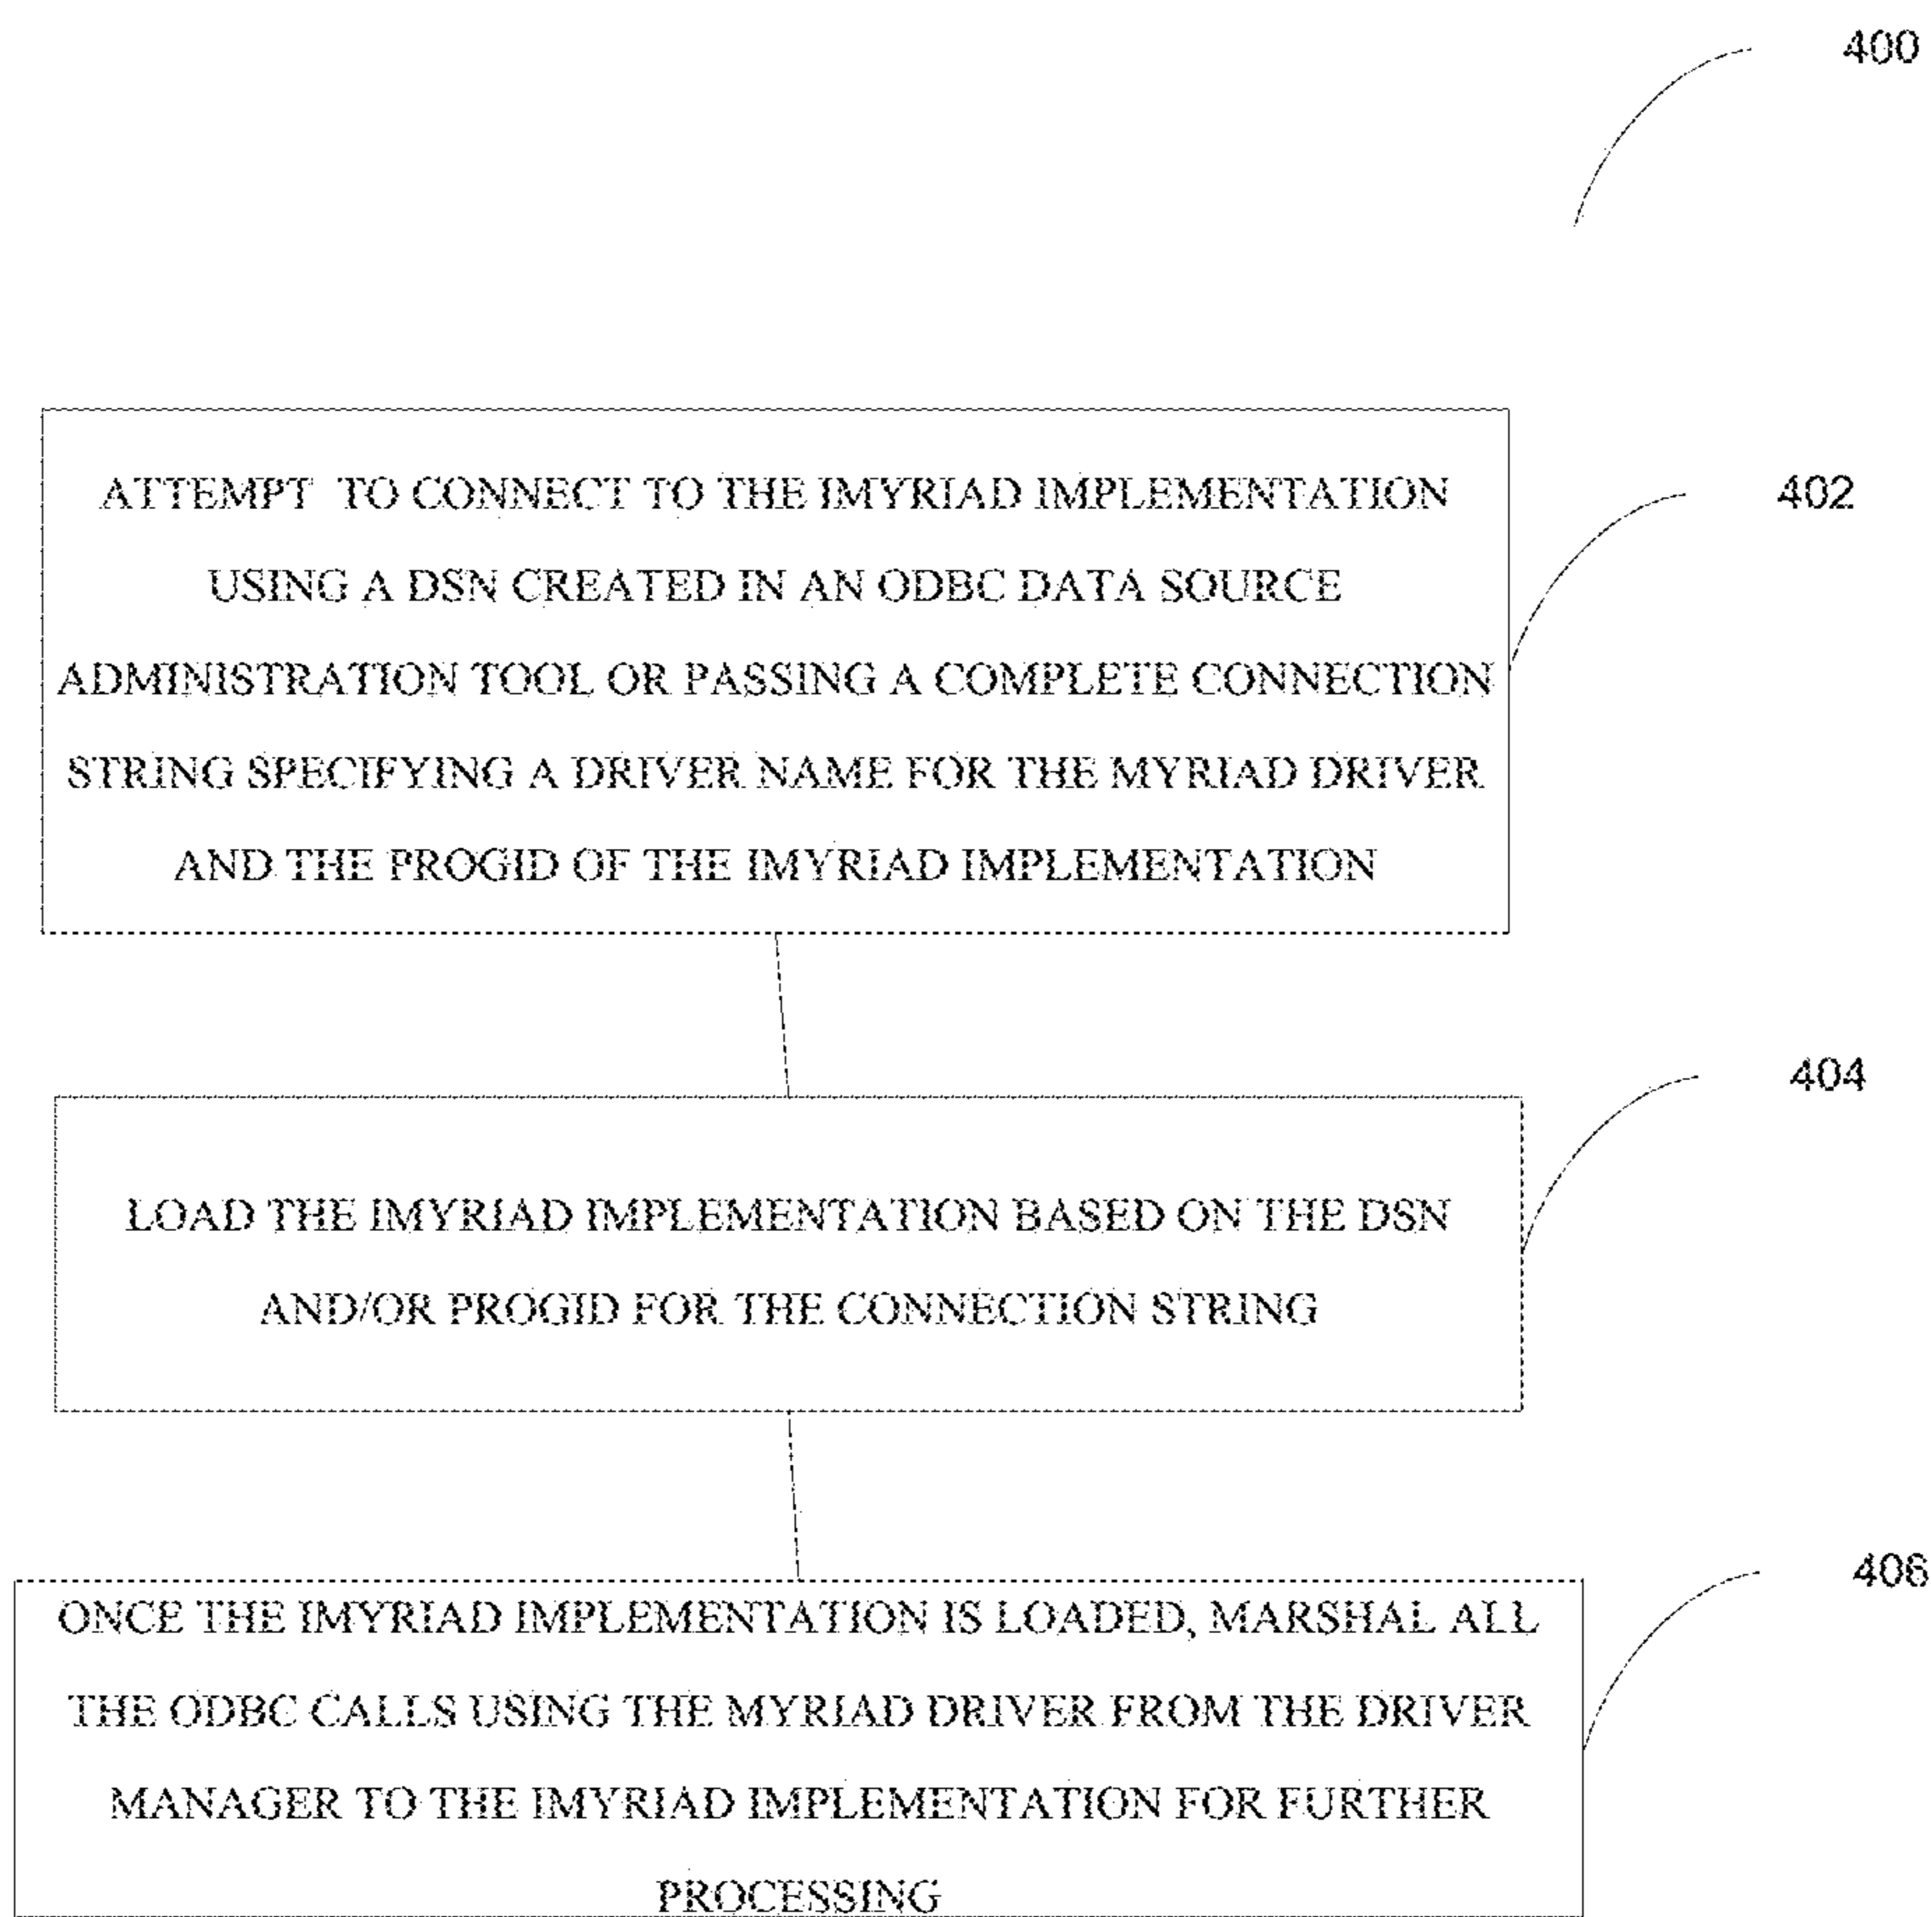 400
ATTEMPT TO CONNECT TO THE IMYRIAD IMPLEMENTATION
402
USING A DSN CREATED IN AN ODBC DATA SOURCE
ADMINISTRATION TOOL OR PASSING A COMPLETE CONNECTION
STRING SPECIFYING A DRIVER NAME FOR THE MYRIAD DRIVER
AND THE PROGID OF THE IMYRIAD IMPLEMENTATION
404
LOAD THE IMYRIAD IMPLEMENTATION BASED ON THE DSN
AND/OR PROGID FOR THE CONNECTION STRING
406
ONCE THE IMYRIAD IMPLEMENTATION IS LOADED, MARSHAL ALL
THE ODBC CALLS USING THE MYRIAD DRIVER FROM THE DRIVER
MANAGER TO THE IMYRIAD IMPLEMENTATION FOR FURTHER
PROCESSING